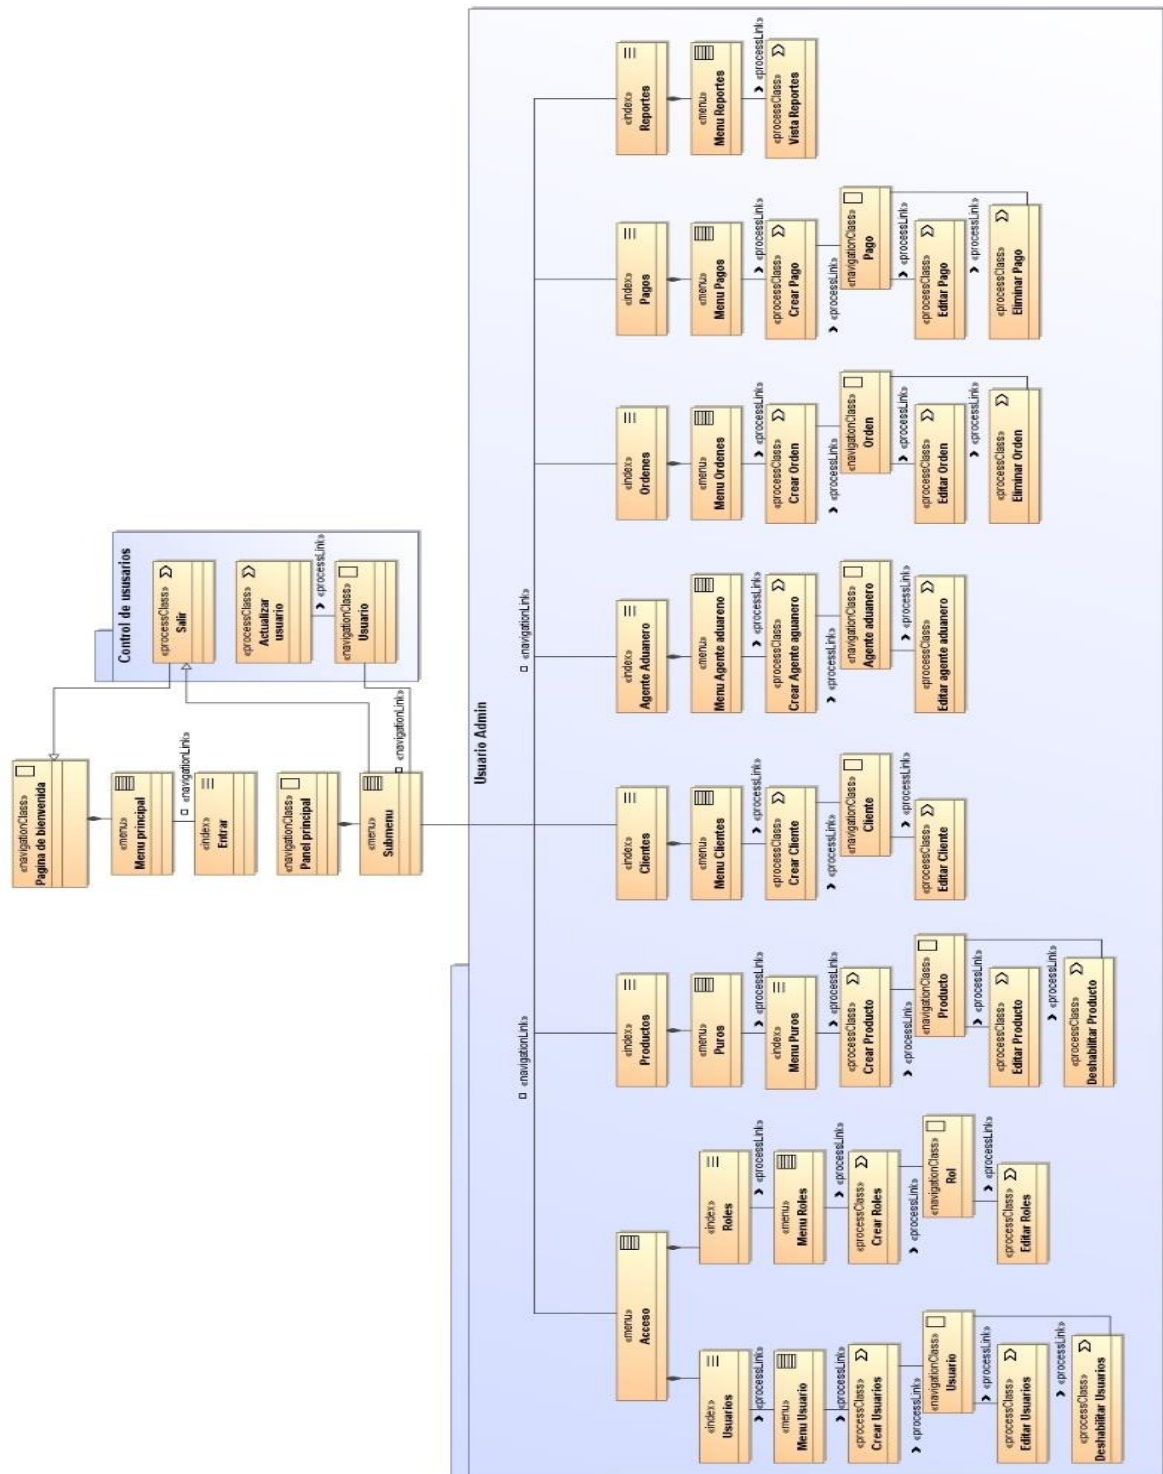 «navigationClass»
Pagina de bienvenida
«menu»
Menu principal
«navigationLink»
«index»
Entrar
«navigationClass»
Panel principal
«menu»
Submenu
«navigationLink»
Control de ususarios
«processClass»
Salir
«processClass»
Actualizar
usuario
«processLink»
«navigationClass»
Usuario
Usuario Admin
«navigationLink»
«navigationLink»
«menu»
Acceso
«index»
Usuarios
«processLink»
«menu»
Menu Usuario
«processLink»
«processClass»
Crear Usuarios
«processLink»
«navigationClass»
Usuario
«processLink»
«processClass»
Editar Usuarios
«processLink»
«processClass»
Deshabilitar Usuarios
«index»
Roles
«processLink»
«menu»
Menu Roles
«processLink»
«processClass»
Crear Roles
«processLink»
«navigationClass»
Rol
«processLink»
«processClass»
Editar Roles
«index»
Productos
«menu»
Puros
«processLink»
«index»
Menu Puros
«processLink»
«processClass»
Crear Producto
«processLink»
«navigationClass»
Producto
«processLink»
«processClass»
Editar Producto
«processLink»
«processClass»
Deshabilitar Producto
«index»
Clientes
«menu»
Menu Clientes
«processLink»
«processClass»
Crear Cliente
«processLink»
«navigationClass»
Cliente
«processLink»
«processClass»
Editar Cliente
«index»
Agente Aduanero
«menu»
Menu Agente aduareno
«processLink»
«processClass»
Crear Agente aguanero
«processLink»
«navigationClass»
Agente aduanero
«processLink»
«processClass»
Editar agente aduanero
«index»
Ordenes
«menu»
Menu Ordenes
«processLink»
«processClass»
Crear Orden
«processLink»
«navigationClass»
Orden
«processLink»
«processClass»
Editar Orden
«processLink»
«processClass»
Eliminar Orden
«index»
Pagos
«menu»
Menu Pagos
«processLink»
«processClass»
Crear Pago
«processLink»
«navigationClass»
Pago
«processLink»
«processClass»
Editar Pago
«processLink»
«processClass»
Eliminar Pago
«index»
Reportes
«menu»
Menu Reportes
«processLink»
«processClass»
Vista Reportes